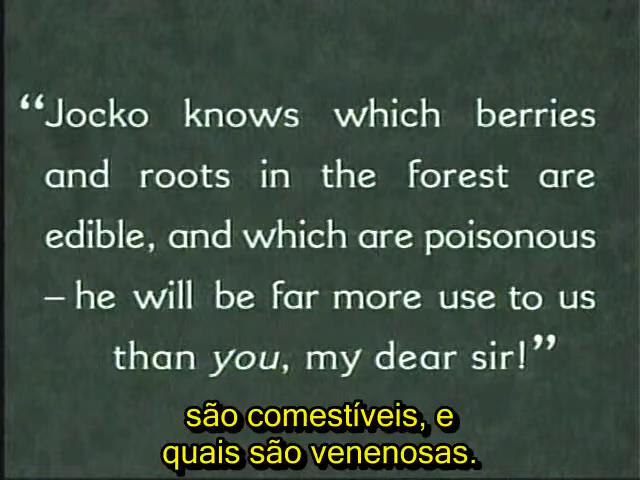 “Jocko knows which berries
and roots in the forest are
edible, and which are poisonous
– he will be far more use to us
than you, my dear sir!”
são comestíveis, e
quais são venenosas.